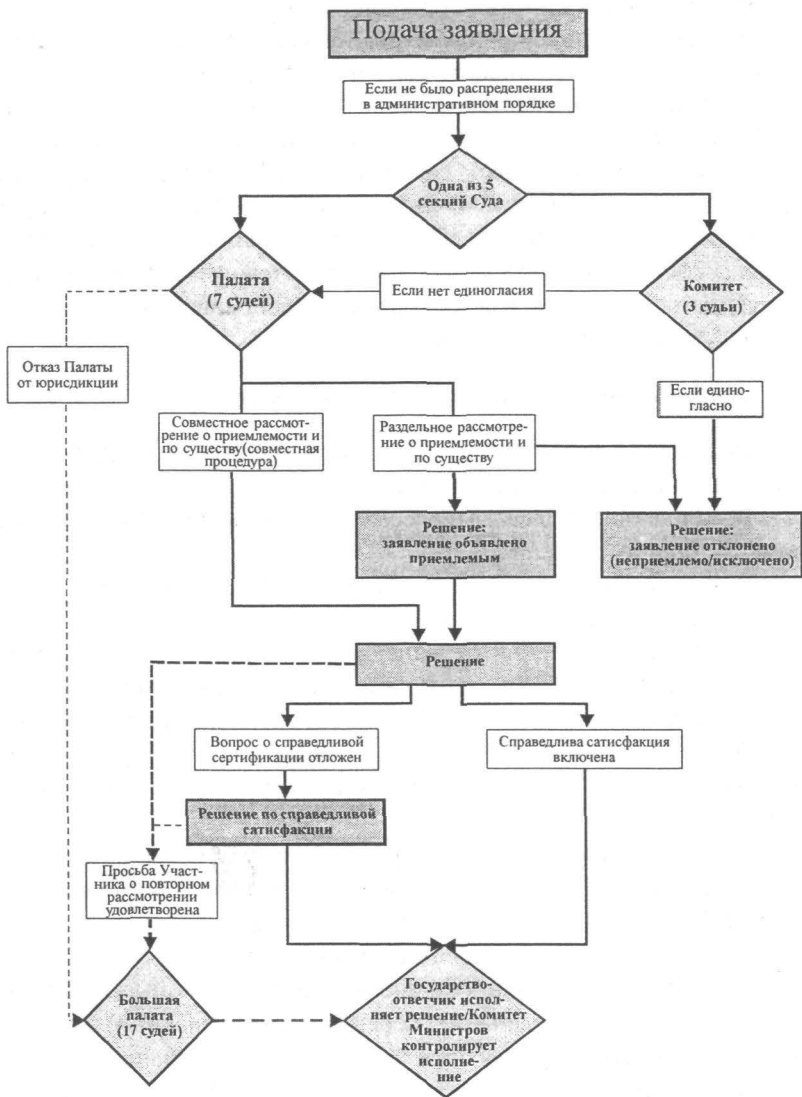 Подача заявления
Если не было распределения
в административном порядке
Одна из 5
секций Суда
Палата
(7 судей)
Если нет единогласия
Комитет
(3 судьи)
Отказ Палаты
от юрисдикции
Если едино-
гласно
Совместное рассмот-
рение о приемлемости и
по существу(совместная
процедура)
Раздельное рассмотре-
ние о приемлемости и
по существу
Решение:
заявление объявлено
приемлемым
Решение:
заявление отклонено
(неприемлемо/исключено)
Решение
Вопрос о справедливой
сертификации отложен
Справедлива сатисфакция
включена
Решение по справедливой
сатисфакции
Просьба Участ-
ника о повторном
рассмотрении
удовлетворена
Большая
палата
(17 судей)
Государство-
ответчик испол-
няет решение/Комитет
Министров
контролирует
исполне-
ние